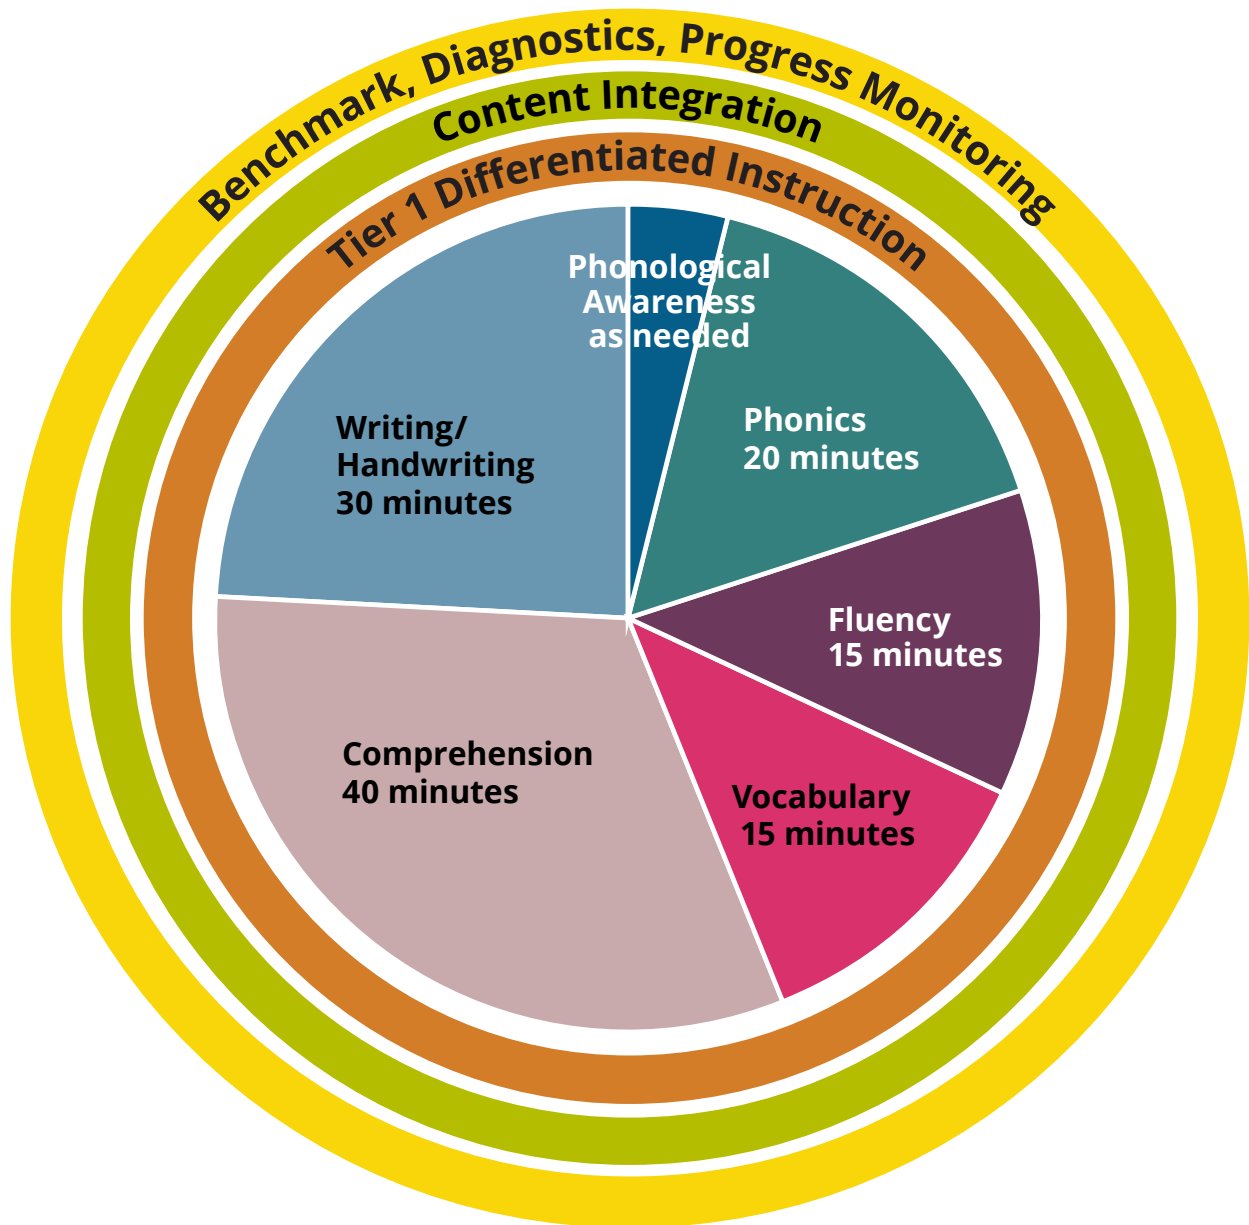 Benchmark, Diagnostics, Progress Monitoring
Content Integration
Tier 1 Differentiated Instruction
Phonological
Awareness
as needed
Phonics
20 minutes
Fluency
15 minutes
Vocabulary
15 minutes
Comprehension
40 minutes
Writing/
Handwriting
30 minutes